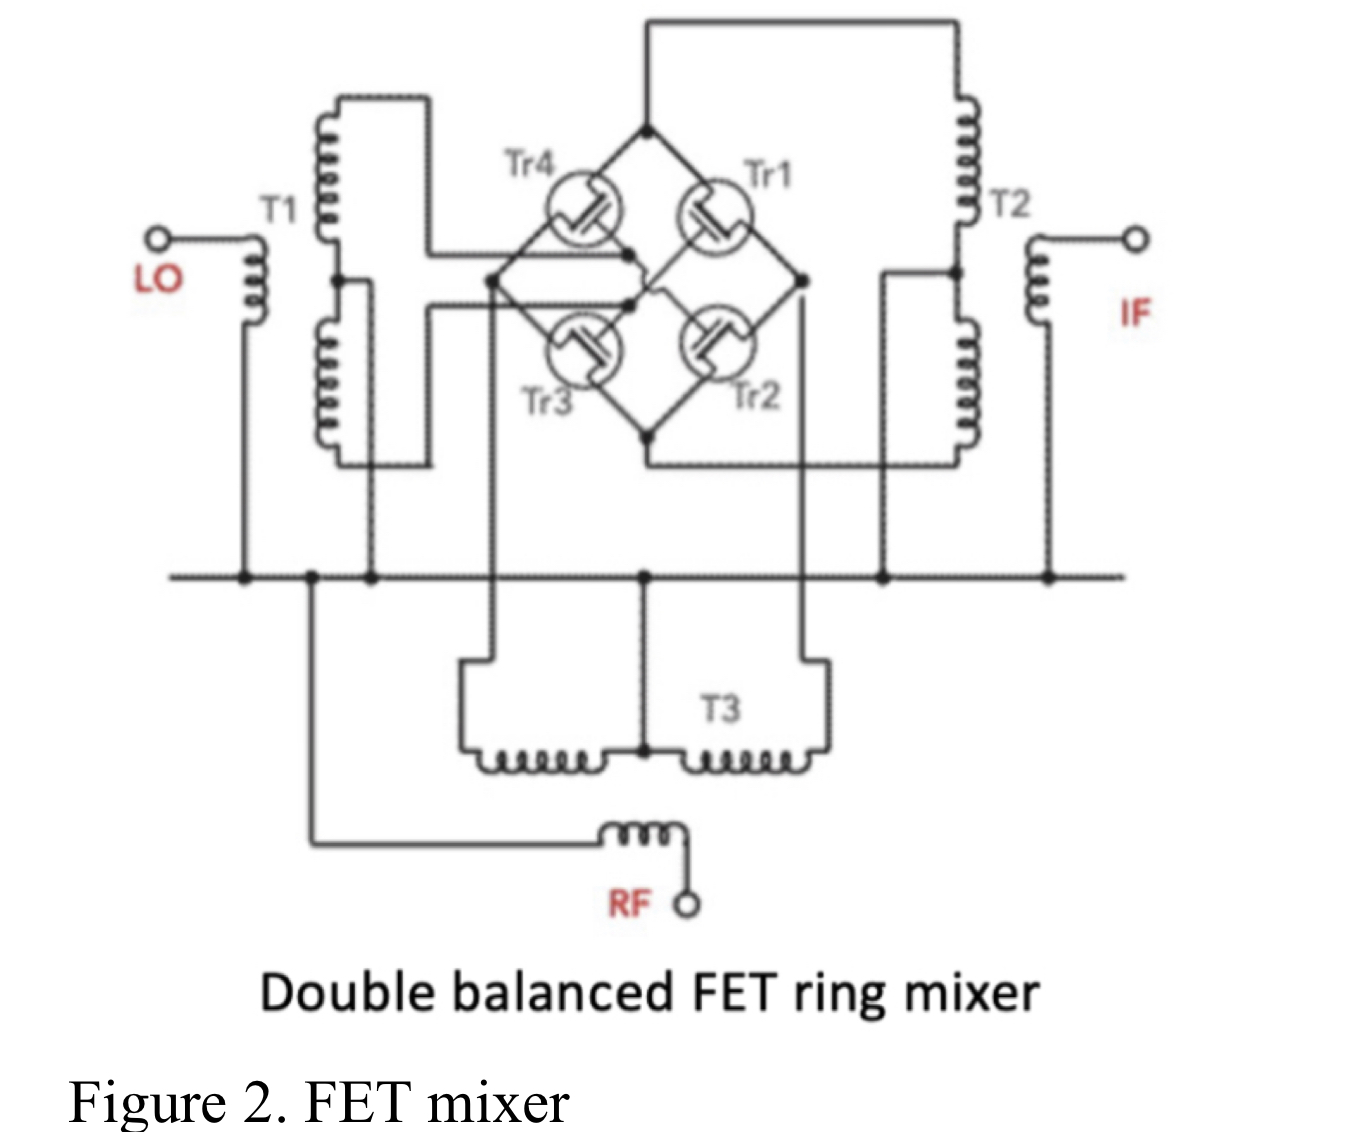 Tr4
Tr1
T1
T2
LO
IF
Tr3
Tr2
T3
RF
Double balanced FET ring mixer
Figure 2. FET mixer